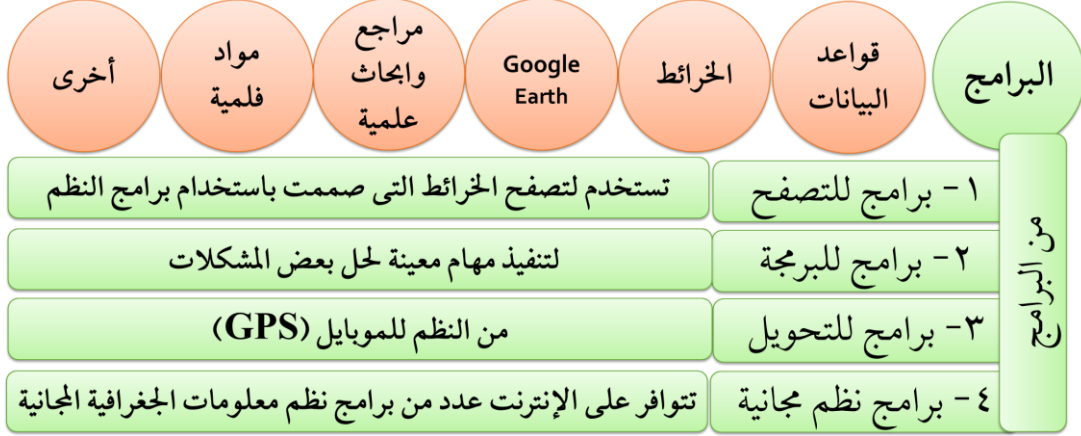 البرامج
قواعد
البيانات
الخرائط
Google
Earth
مراجع
وابحاث
علمية
مواد
فلمية
أخرى
من البرامج
١- برامج للتصفح
تستخدم لتصفح الخرائط التى صممت باستخدام برامج النظم
٢- برامج للبرمجة
لتنفيذ مهام معينة لحل بعض المشكلات
٣- برامج للتحويل
من النظم للموبايل (GPS)
٤- برامج نظم مجانية
تتوافر على الإنترنت عدد من برامج نظم معلومات الجغرافية المجانية